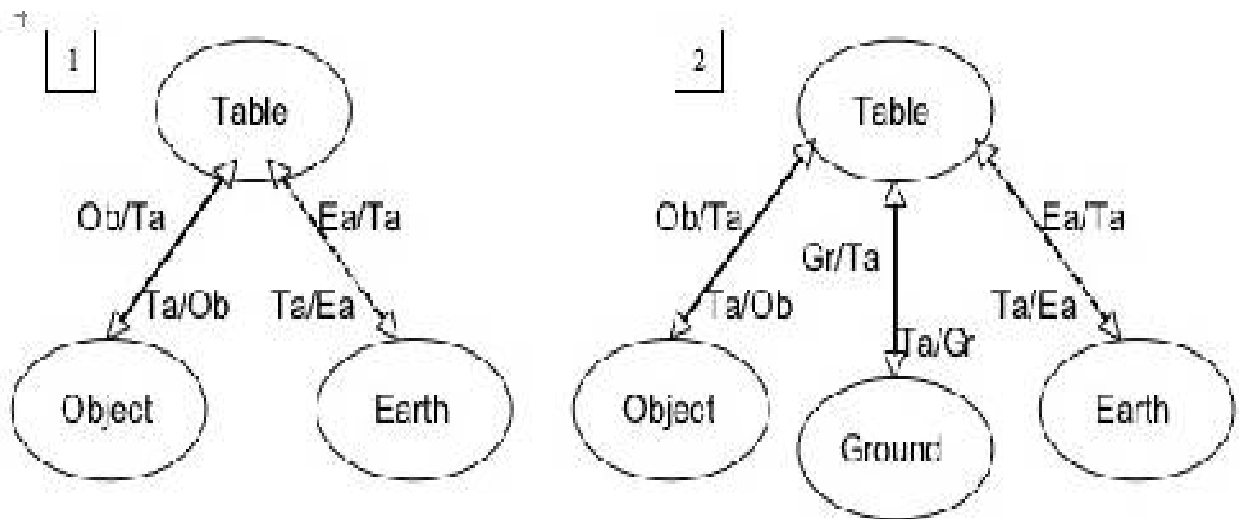 1
2
Table
Table
Ob/Ta
Ea/Ta
Ob/Ta
Ea/Ta
Gr/Ta
Ta/Ob
Ta/Ea
Ta/Ob
Ta/Ea
Ta/Gr
Object
Earth
Object
Earth
Ground